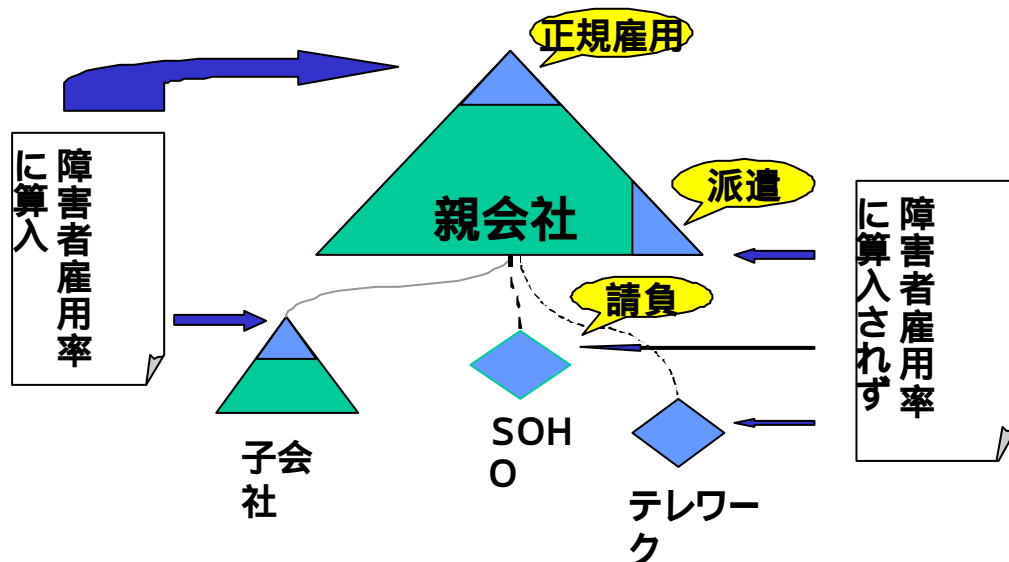 正規雇用
障害者雇用率
に算入
親会社
派遣
請負
障害者雇用率
に算入されず
子会
社
SOH
O
テレワー
ク